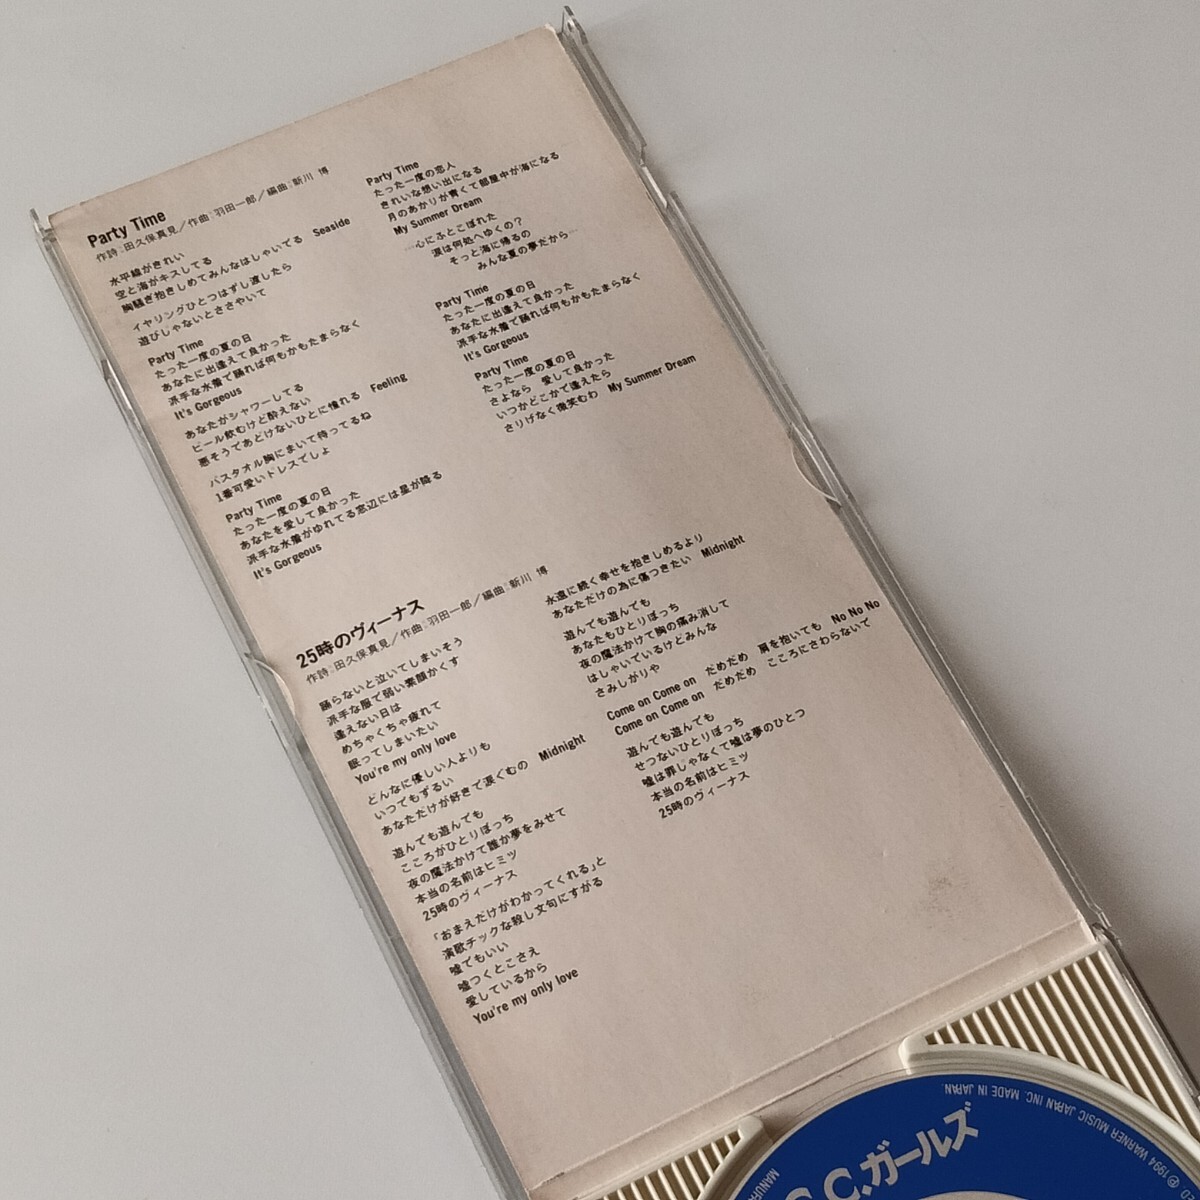 Party Time
作詩：田久保真見／作曲：羽田一郎／編曲：新川 博
水平線がきれい
空と海がキスしてる
胸騒ぎ抱きしめてみんなはしゃいでる Seaside
イヤリングひとつはずし渡したら
遊びじゃないとささやいて
Party Time
たった一度の夏の日
あなたに出逢えて良かった
派手な水着で踊れば何もかもたまらなく
It's Gorgeous
あなたがシャワーしてる
ビール飲むけど酔えない
悪そうであどけないひとに憧れる Feeling
バスタオル胸にまいて待ってるね
1番可愛いドレスでしょ
Party Time
たった一度の夏の日
あなたを愛して良かった
派手な水着がゆれてる窓辺には星が降る
It's Gorgeous
Party Time
たった一度の恋人
きれいな想い出になる
月のあかりが青くて部屋中が海になる
My Summer Dream
…心にふとこぼれた
涙は何処へゆくの？
そっと海に帰るの
みんな夏の夢だから…
Party Time
たった一度の夏の日
あなたに出逢えて良かった
派手な水着で踊れば何もかもたまらなく
It's Gorgeous
Party Time
たった一度の夏の日
さよなら 愛して良かった
いつかどこかで逢えたら
さりげなく微笑むわ My Summer Dream
25時のヴィーナス
作詩：田久保真見／作曲：羽田一郎／編曲：新川 博
踊らないと泣いてしまいそう
派手な服で弱い素顔かくす
逢えない日は
めちゃくちゃ疲れて
眠ってしまいたい
You're my only love
どんなに優しい人よりも
いつでもずるい
あなただけが好きで涙ぐむの Midnight
遊んでも遊んでも
こころがひとりぼっち
夜の魔法かけて誰か夢をみせて
本当の名前はヒミツ
25時のヴィーナス
「おまえだけがわかってくれる」と
演歌チックな殺し文句にすがる
嘘でもいい
嘘つくとこさえ
愛しているから
You're my only love
永遠に続く幸せを抱きしめるより
あなただけの為に傷つきたい Midnight
遊んでも遊んでも
あなたもひとりぼっち
夜の魔法かけて胸の痛み消して
はしゃいでいるけどみんな
さみしがりや
Come on Come on だめだめ 肩を抱いても No No No
Come on Come on だめだめ こころにさわらないで
遊んでも遊んでも
せつないひとりぼっち
嘘は罪じゃなくて嘘は夢のひとつ
本当の名前はヒミツ
25時のヴィーナス
C.ガールズ
℗ 1994 WARNER MUSIC JAPAN INC. MADE IN JAPAN.